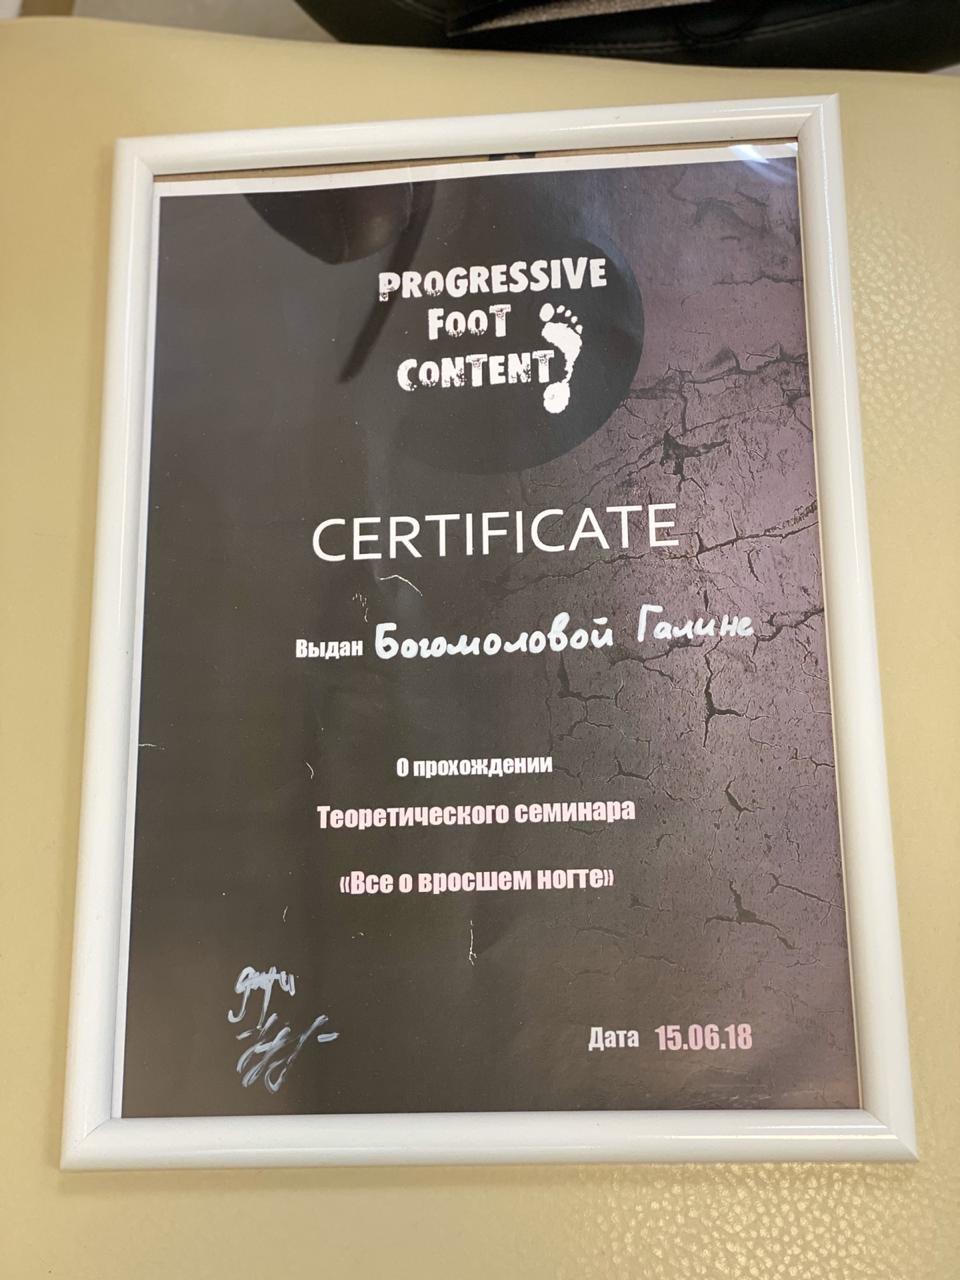 PROGRESSIVE
FOOT
CONTENT
CERTIFICATE
Выдан Богомоловой Галине
О прохождении
Теоретического семинара
«Все о вросшем ногте»
Дата 15.06.18